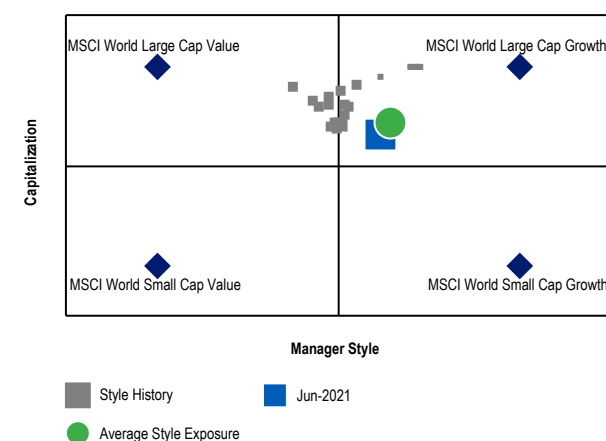 MSCI World Large Cap Value
MSCI World Large Cap Growth
Capitalization
MSCI World Small Cap Value
MSCI World Small Cap Growth
Manager Style
Style History
Jun-2021
Average Style Exposure